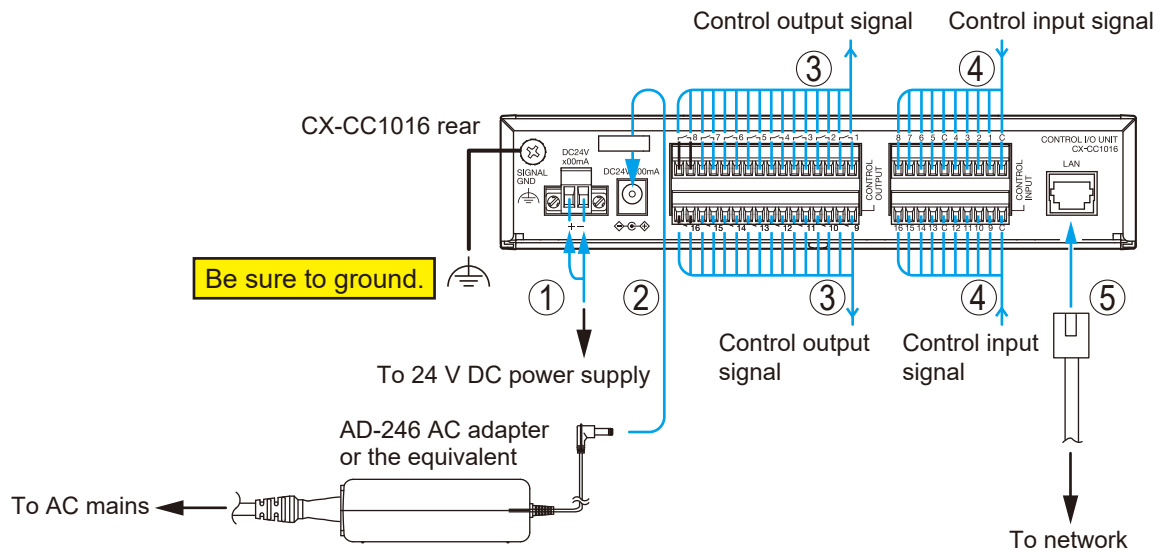 Control output signal
Control input signal
③
④
CX-CC1016 rear
SIGNAL
GND
DC24V
x00mA
8 7 6 5 4 3 2 1
CONTROL
OUTPUT
8 7 6 5 C 4 3 2 1 C
CONTROL
INPUT
CONTROL I/O UNIT
CX-CC1016
LAN
+ −
16 15 14 13 12 11 10 9
16 15 14 13 C 12 11 10 9 C
Be sure to ground.
①
②
③
④
⑤
Control output
signal
Control input
signal
To 24 V DC power supply
AD-246 AC adapter
or the equivalent
To AC mains
To network